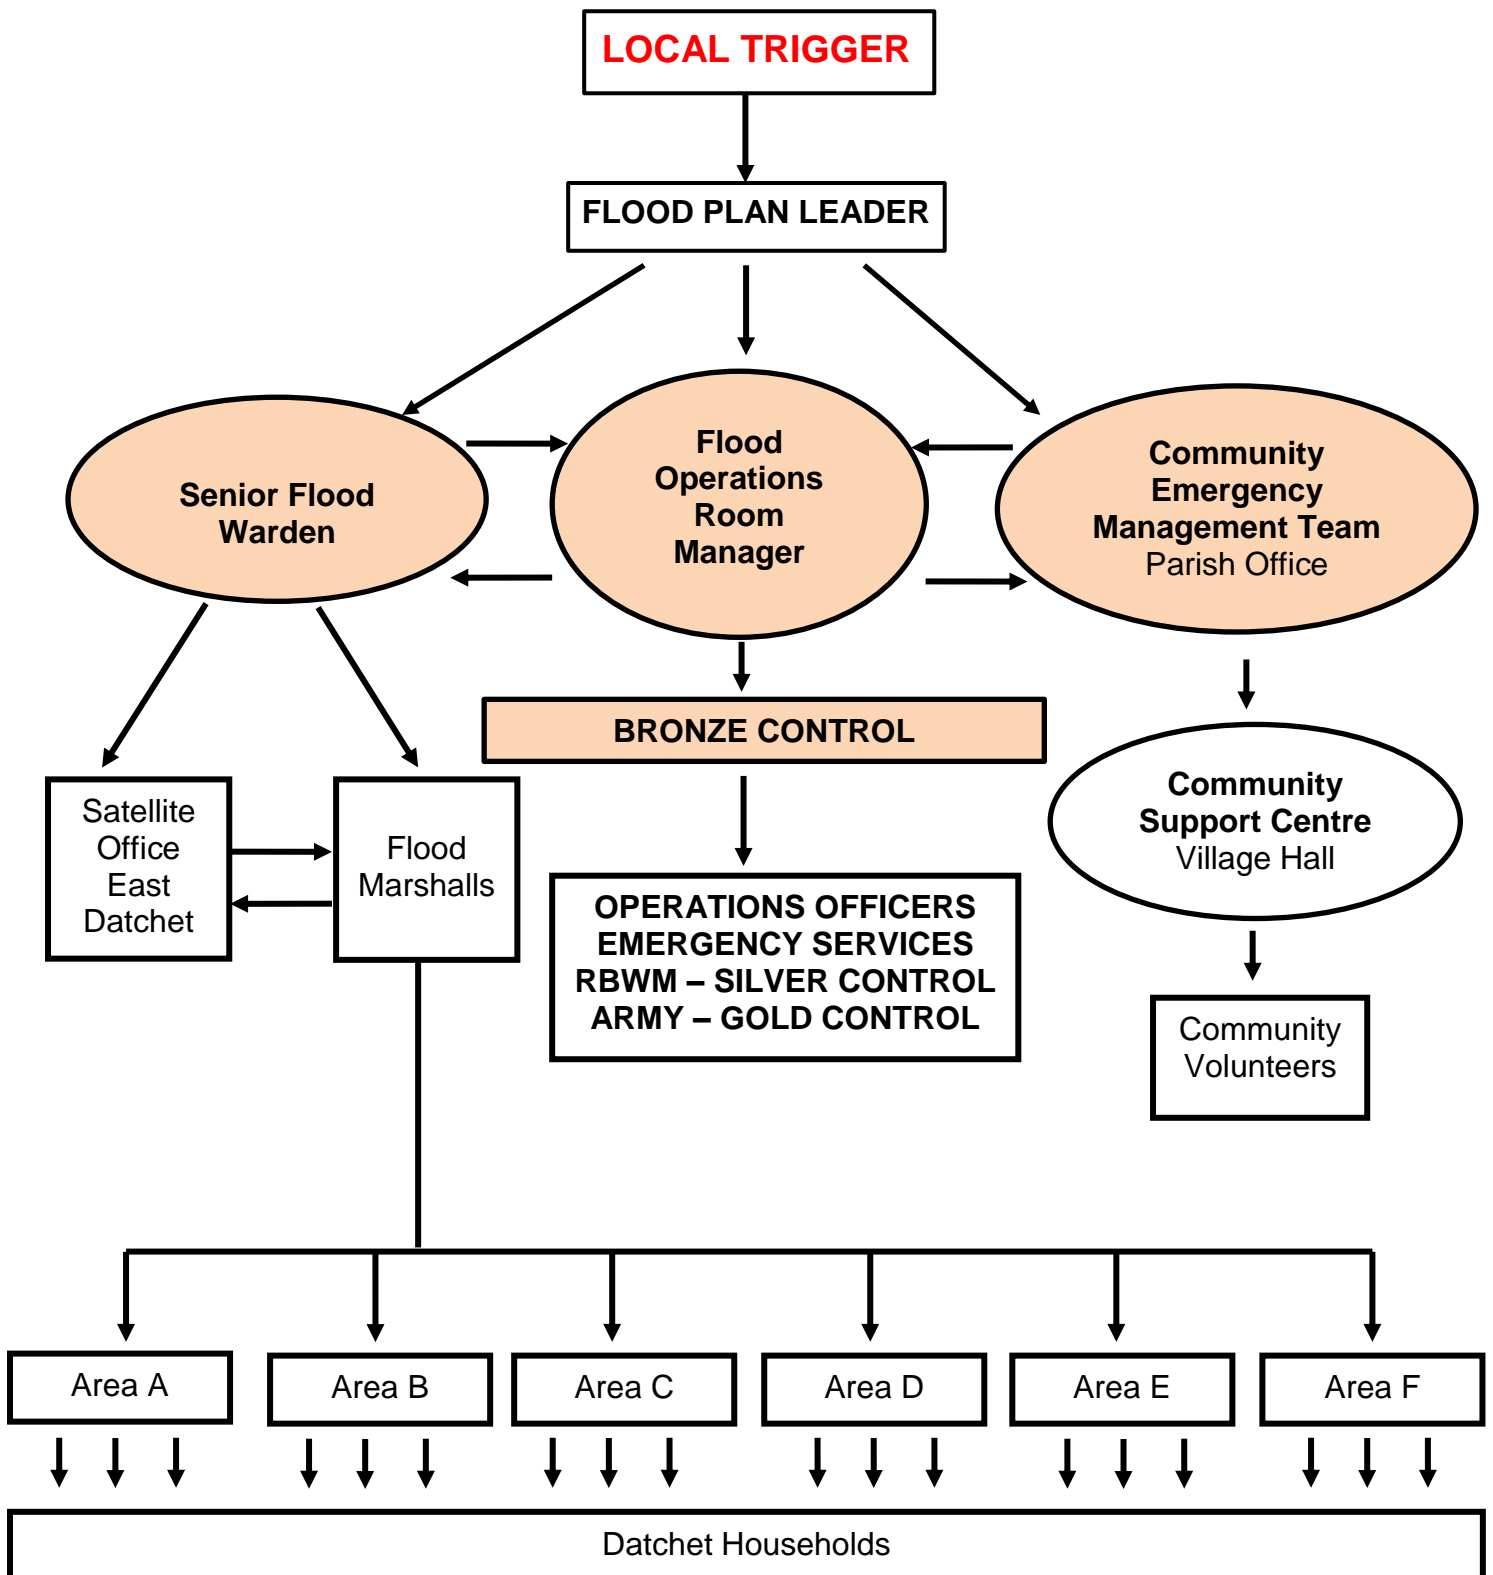 LOCAL TRIGGER
FLOOD PLAN LEADER
Senior Flood
Warden
Flood
Operations
Room
Manager
Community
Emergency
Management Team
Parish Office
BRONZE CONTROL
Satellite
Office
East
Datchet
Flood
Marshalls
OPERATIONS OFFICERS
EMERGENCY SERVICES
RBWM – SILVER CONTROL
ARMY – GOLD CONTROL
Community
Support Centre
Village Hall
Community
Volunteers
Area A
Area B
Area C
Area D
Area E
Area F
Datchet Households